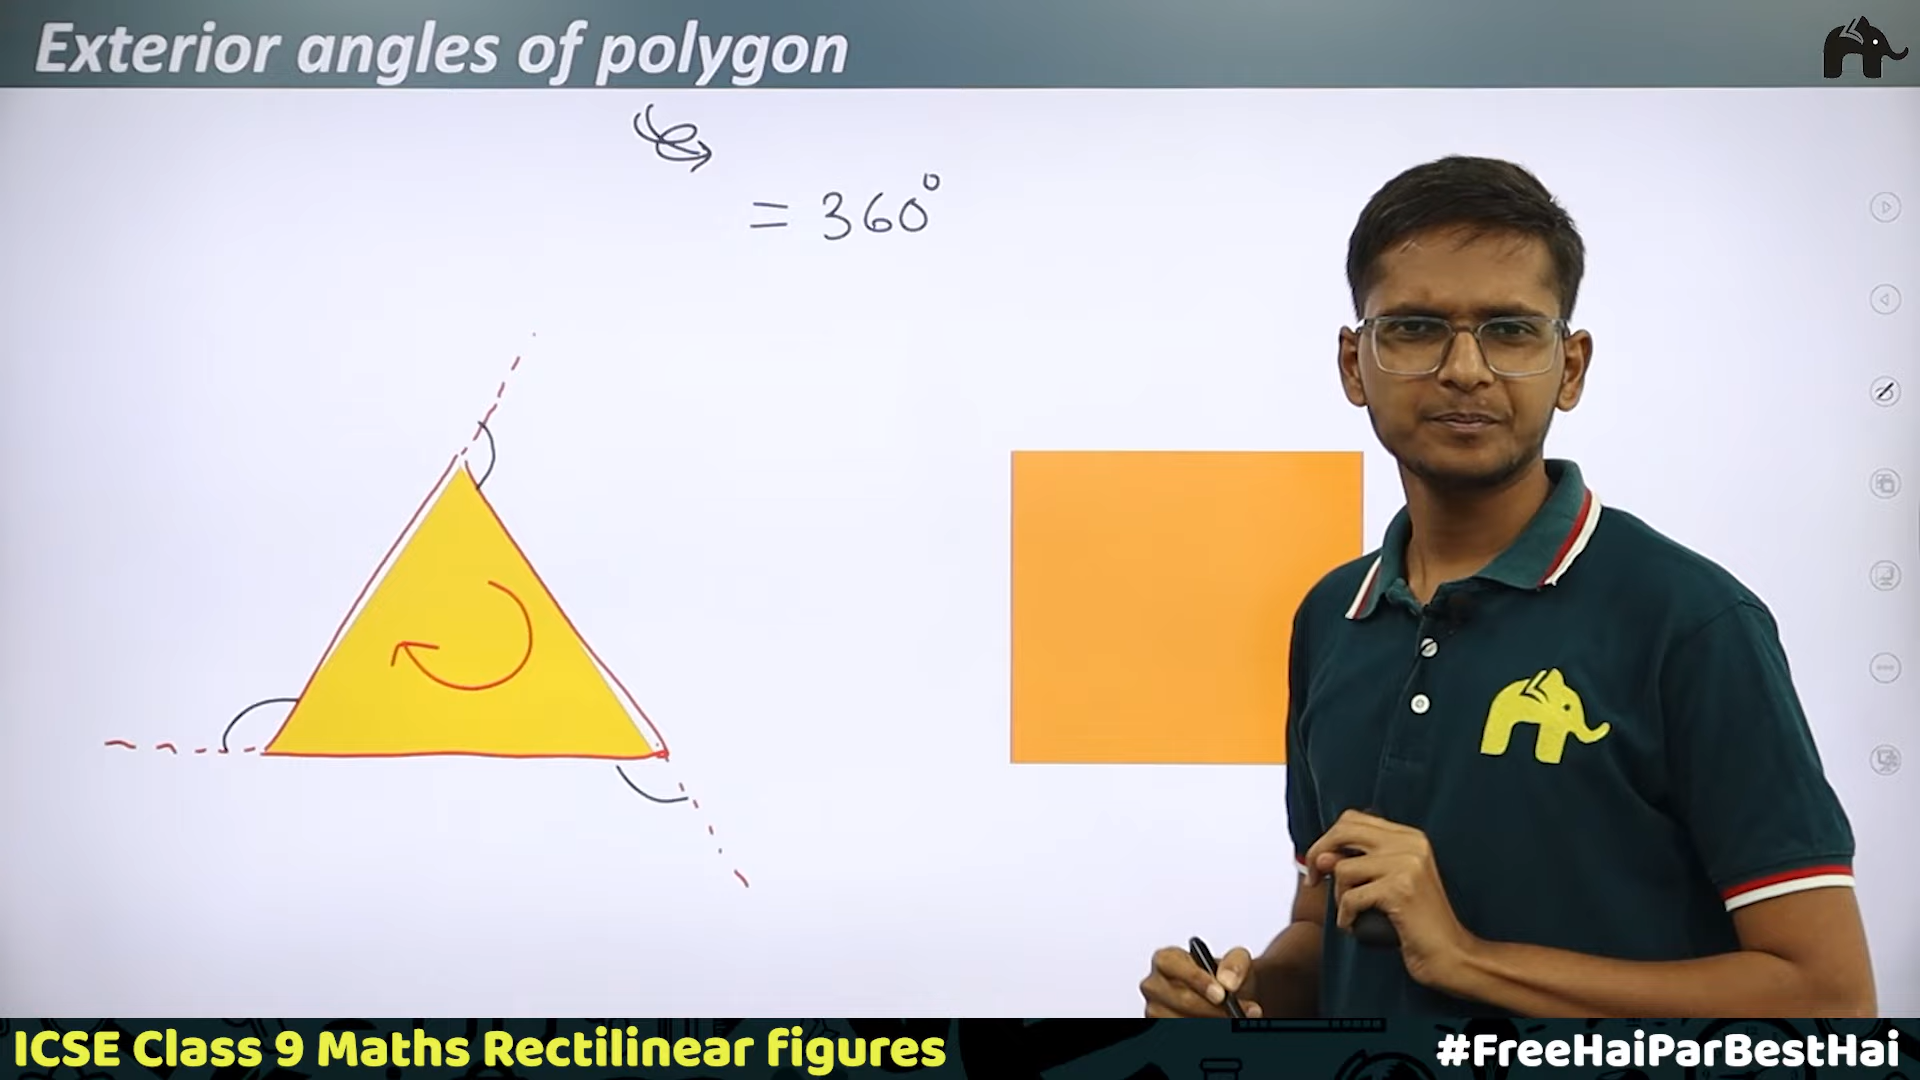 Exterior angles of polygon
= 360°
ICSE Class 9 Maths Rectilinear figures
#FreeHaiParBestHai